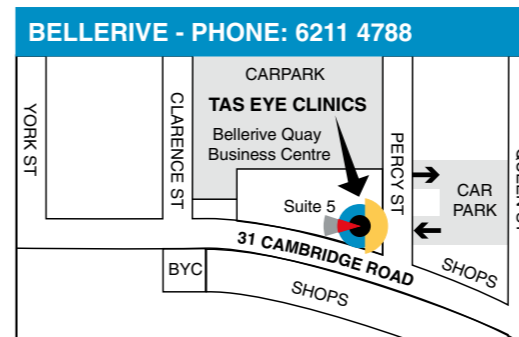 BELLERIVE - PHONE: 6211 4788
CARPARK
TAS EYE CLINICS
Bellerive Quay
Business Centre
YORK ST
CLARENCE ST
PERCY ST
CAR
PARK
Suite 5
31 CAMBRIDGE ROAD
BYC
SHOPS
SHOPS